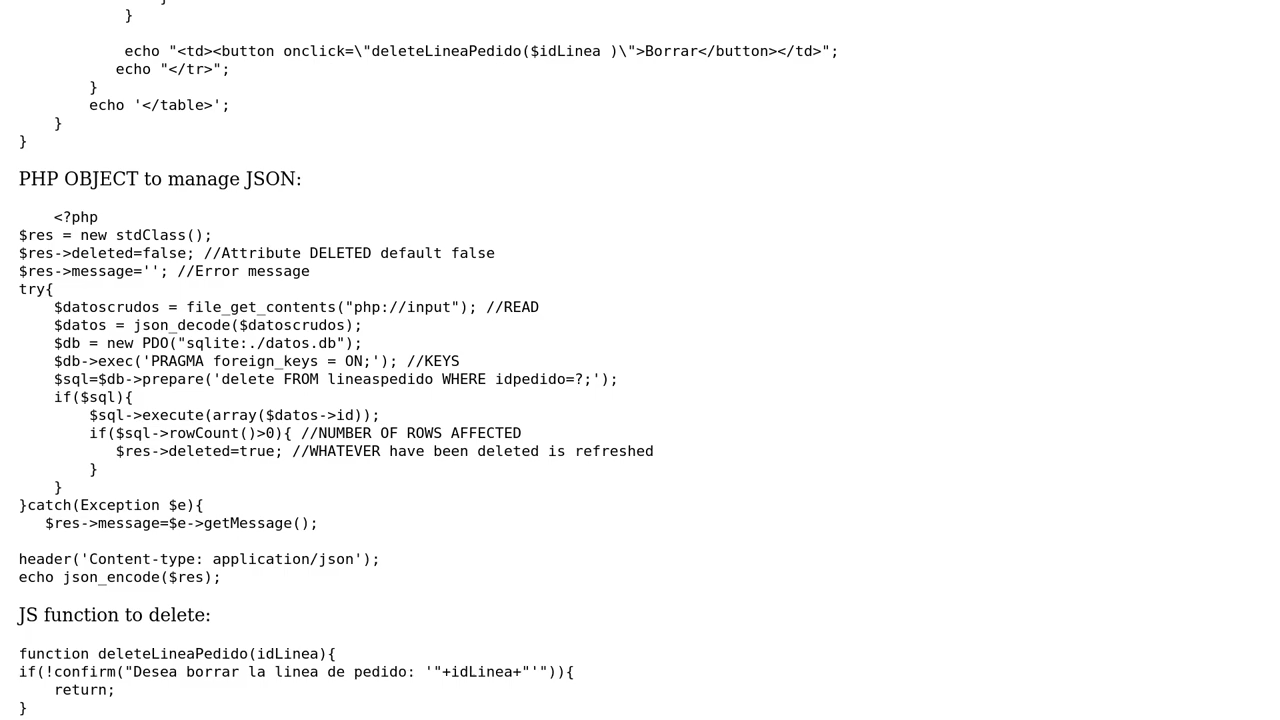 }
echo "<td><button onclick=\"deleteLineaPedido($idLinea )\">Borrar</button></td>";
echo "</tr>";
}
echo '</table>';
}
}
PHP OBJECT to manage JSON:
<?php
$res = new stdClass();
$res->deleted=false; //Attribute DELETED default false
$res->message=''; //Error message
try{
$datoscrudos = file_get_contents("php://input"); //READ
$datos = json_decode($datoscrudos);
$db = new PDO("sqlite:./datos.db");
$db->exec('PRAGMA foreign_keys = ON;'); //KEYS
$sql=$db->prepare('delete FROM lineaspedido WHERE idpedido=?;');
if($sql){
$sql->execute(array($datos->id));
if($sql->rowCount()>0){ //NUMBER OF ROWS AFFECTED
$res->deleted=true; //WHATEVER have been deleted is refreshed
}
}
}catch(Exception $e){
$res->message=$e->getMessage();
header('Content-type: application/json');
echo json_encode($res);
JS function to delete:
function deleteLineaPedido(idLinea){
if(!confirm("Desea borrar la linea de pedido: '"+idLinea+"'")){
return;
}